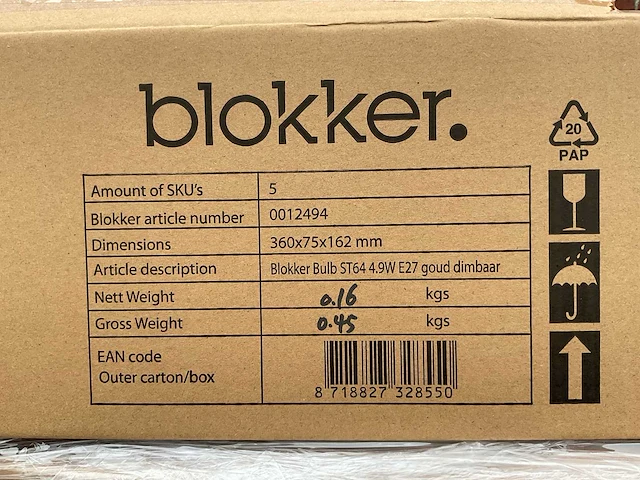 blokker.
20
PAP
Amount of SKU's 5
Blokker article number 0012494
Dimensions 360x75x162 mm
Article description Blokker Bulb ST64 4.9W E27 goud dimbaar
Nett Weight 0.16 kgs
Gross Weight 0.45 kgs
EAN code
Outer carton/box
8 718827 328550